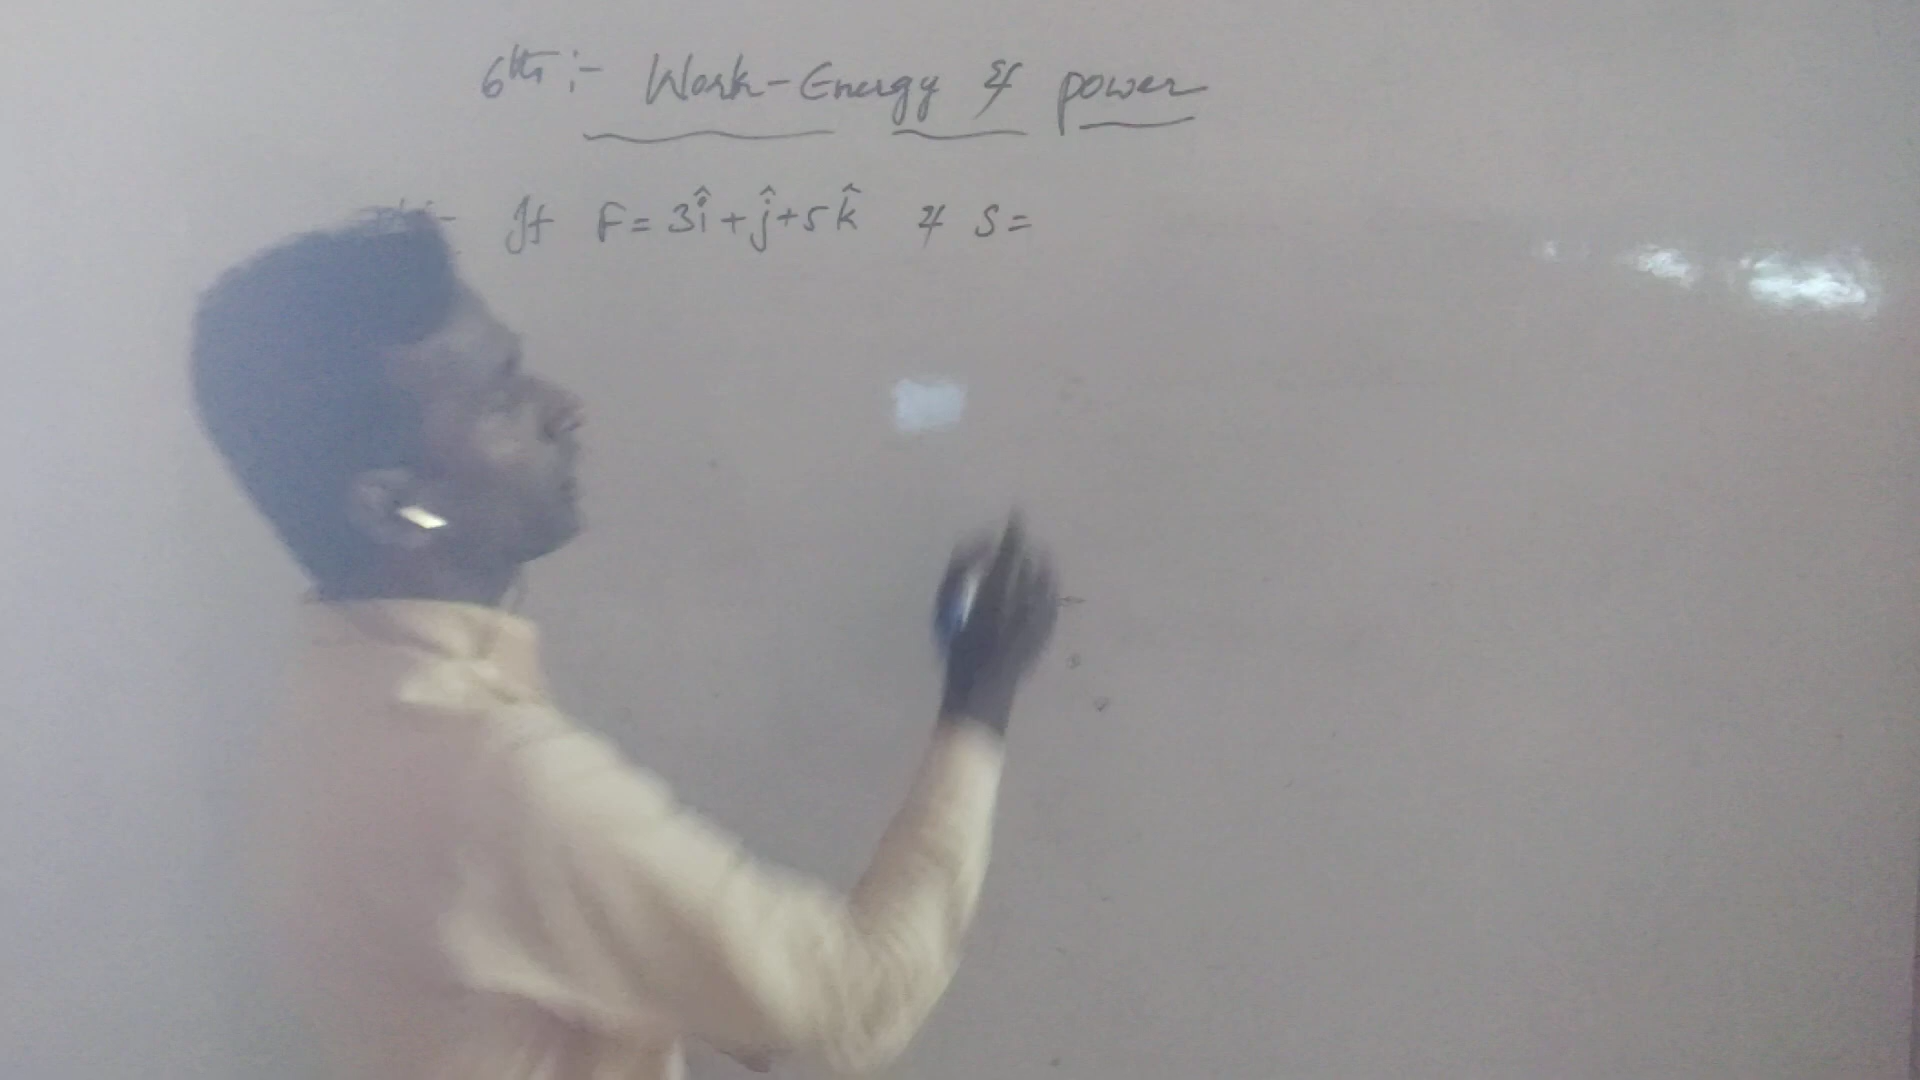 6th :- Work-Energy & power
If F = 3î + ĵ + 5k̂ & S =